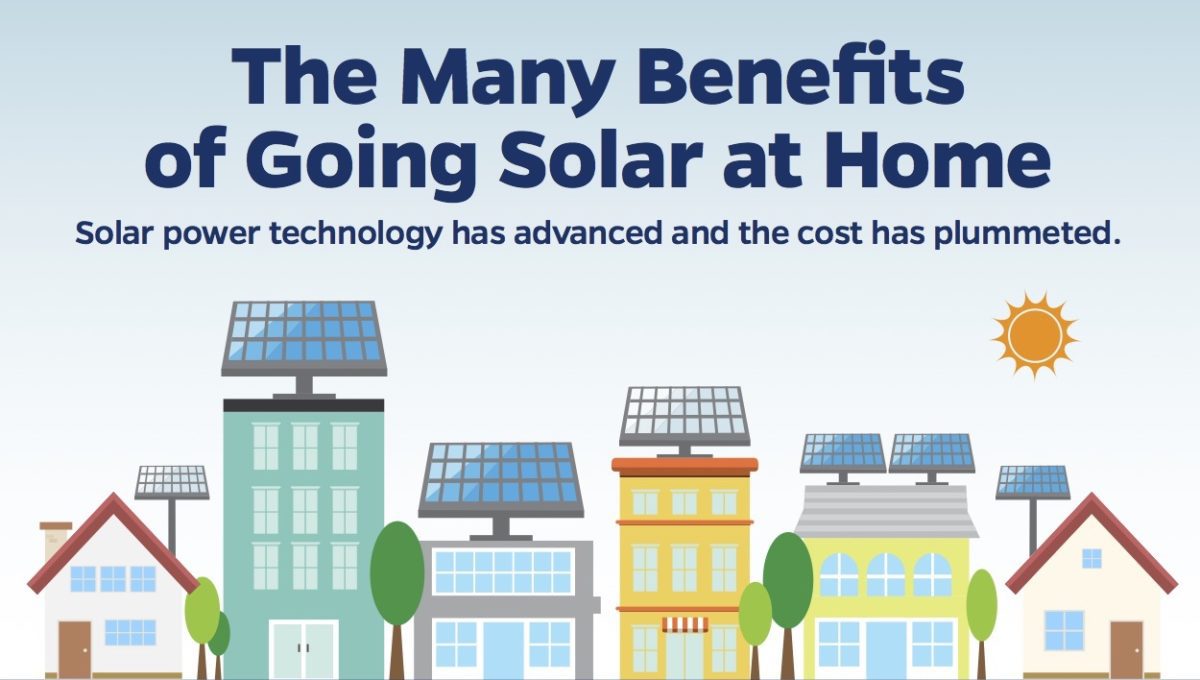 The Many Benefits
of Going Solar at Home
Solar power technology has advanced and the cost has plummeted.